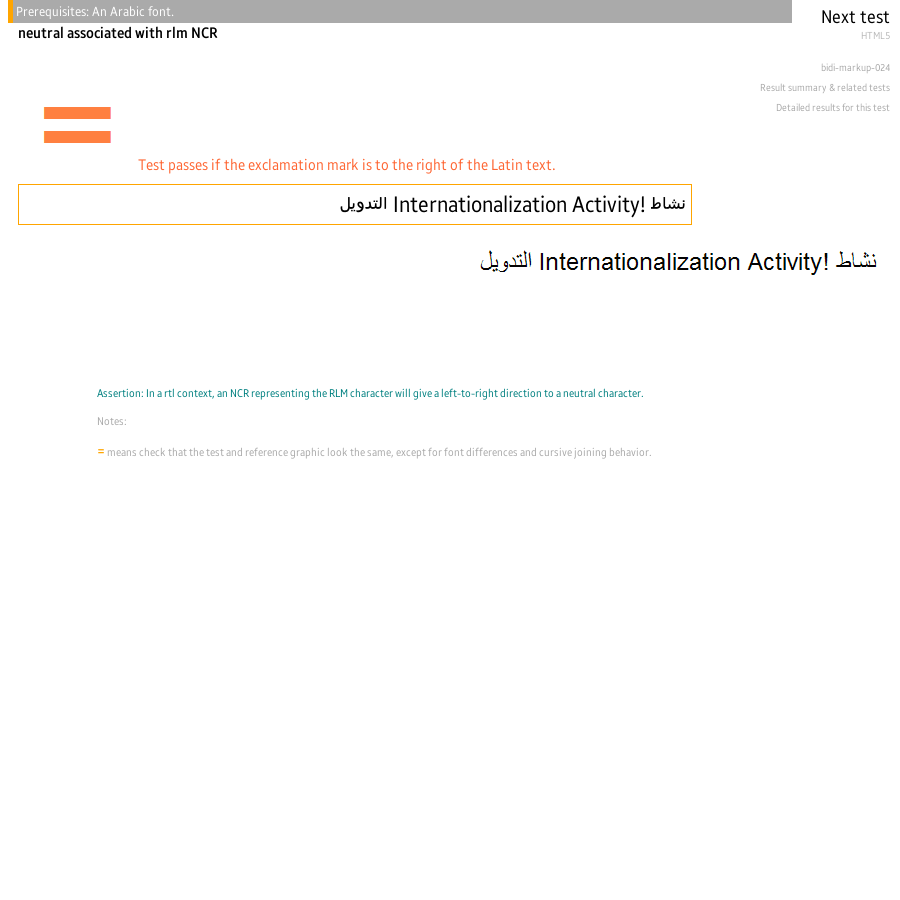 Prerequisites: An Arabic font.
Next test
neutral associated with rlm NCR
HTML5
bidi-markup-024
Result summary & related tests
Detailed results for this test
=
Test passes if the exclamation mark is to the right of the Latin text.
نشاط Internationalization Activity! التدويل
نشاط Internationalization Activity! التدويل
Assertion: In a rtl context, an NCR representing the RLM character will give a left-to-right direction to a neutral character.
Notes:
= means check that the test and reference graphic look the same, except for font differences and cursive joining behavior.